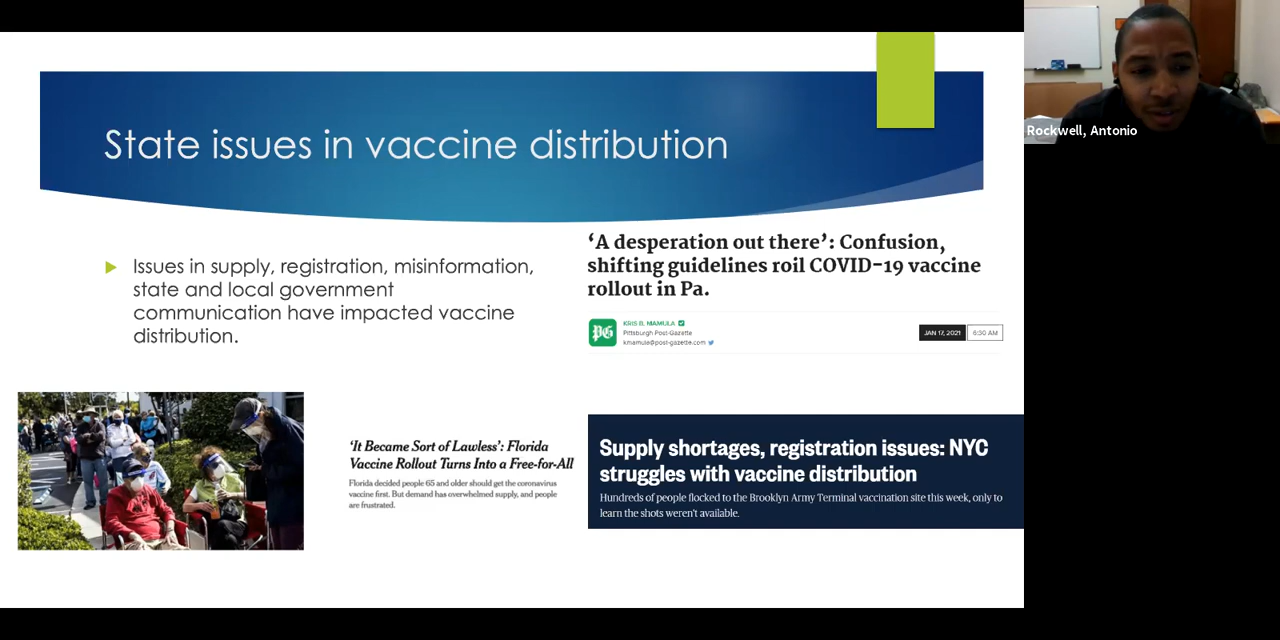 State issues in vaccine distribution
Issues in supply, registration, misinformation,
state and local government
communication have impacted vaccine
distribution.
‘A desperation out there’: Confusion,
shifting guidelines roil COVID-19 vaccine
rollout in Pa.
PG
KRIS B. MAMULA
Pittsburgh Post-Gazette
kmamula@post-gazette.com
JAN 17, 2021
6:30 AM
‘It Became Sort of Lawless’: Florida
Vaccine Rollout Turns Into a Free-for-All
Florida decided people 65 and older should get the coronavirus
vaccine first. But demand has overwhelmed supply, and people
are frustrated.
Supply shortages, registration issues: NYC
struggles with vaccine distribution
Hundreds of people flocked to the Brooklyn Army Terminal vaccination site this week, only to
learn the shots weren't available.
Rockwell, Antonio